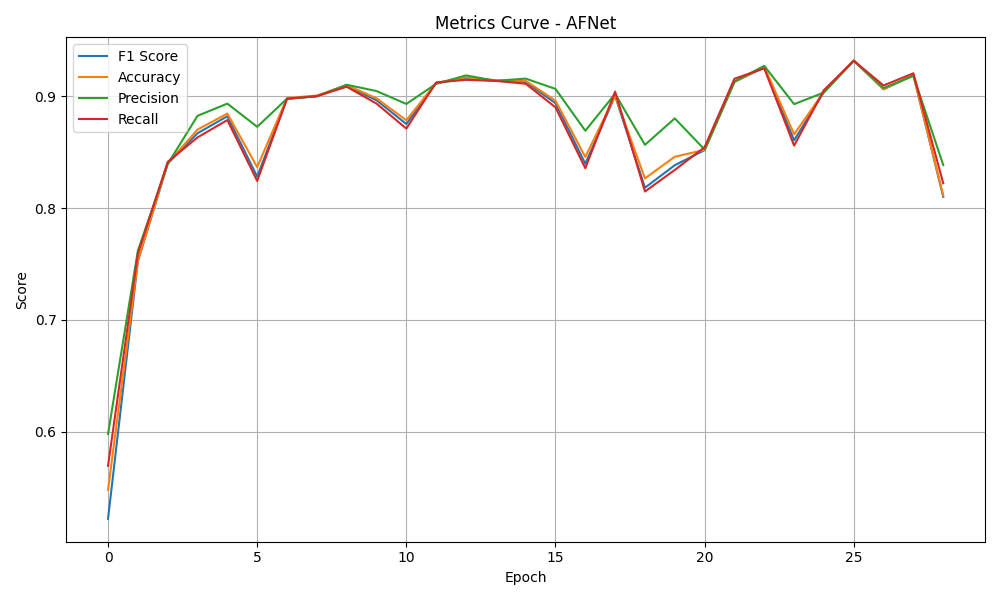 Metrics Curve - AFNet
F1 Score
Accuracy
Precision
Recall
Score
0.9
0.8
0.7
0.6
0 5 10 15 20 25
Epoch